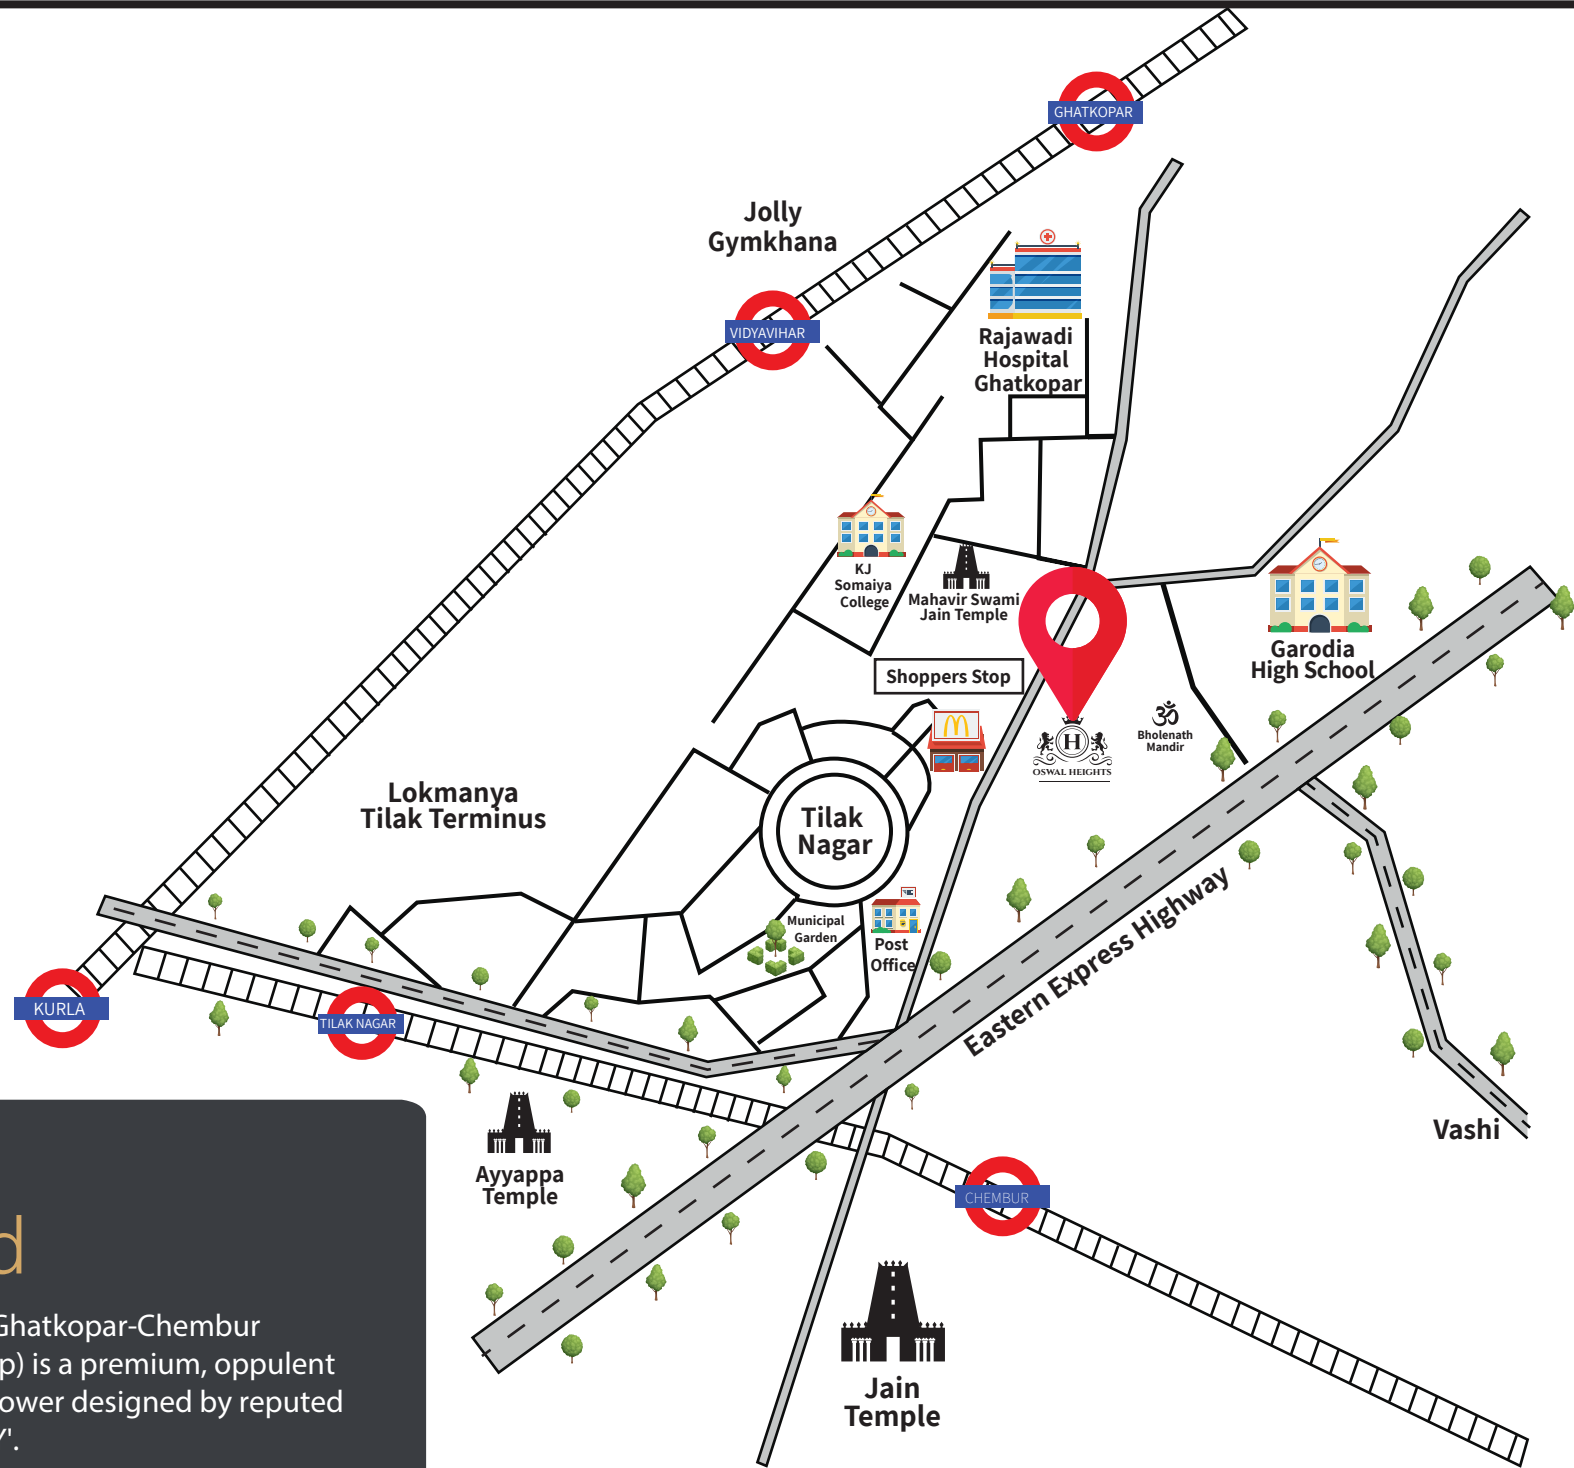 GHATKOPAR
Jolly
Gymkhana
VIDYAVIHAR
Rajawadi
Hospital
Ghatkopar
KJ
Somaiya
College
Mahavir Swami
Jain Temple
Garodia
High School
Shoppers Stop
ॐ
Bholenath
Mandir
H
OSWAL HEIGHTS
Lokmanya
Tilak Terminus
Tilak
Nagar
Municipal
Garden
Post
Office
Eastern Express Highway
KURLA
TILAK NAGAR
Vashi
Ayyappa
Temple
CHEMBUR
Jain
Temple
d
Ghatkopar-Chembur
p) is a premium, oppulent
ower designed by reputed
Y'.